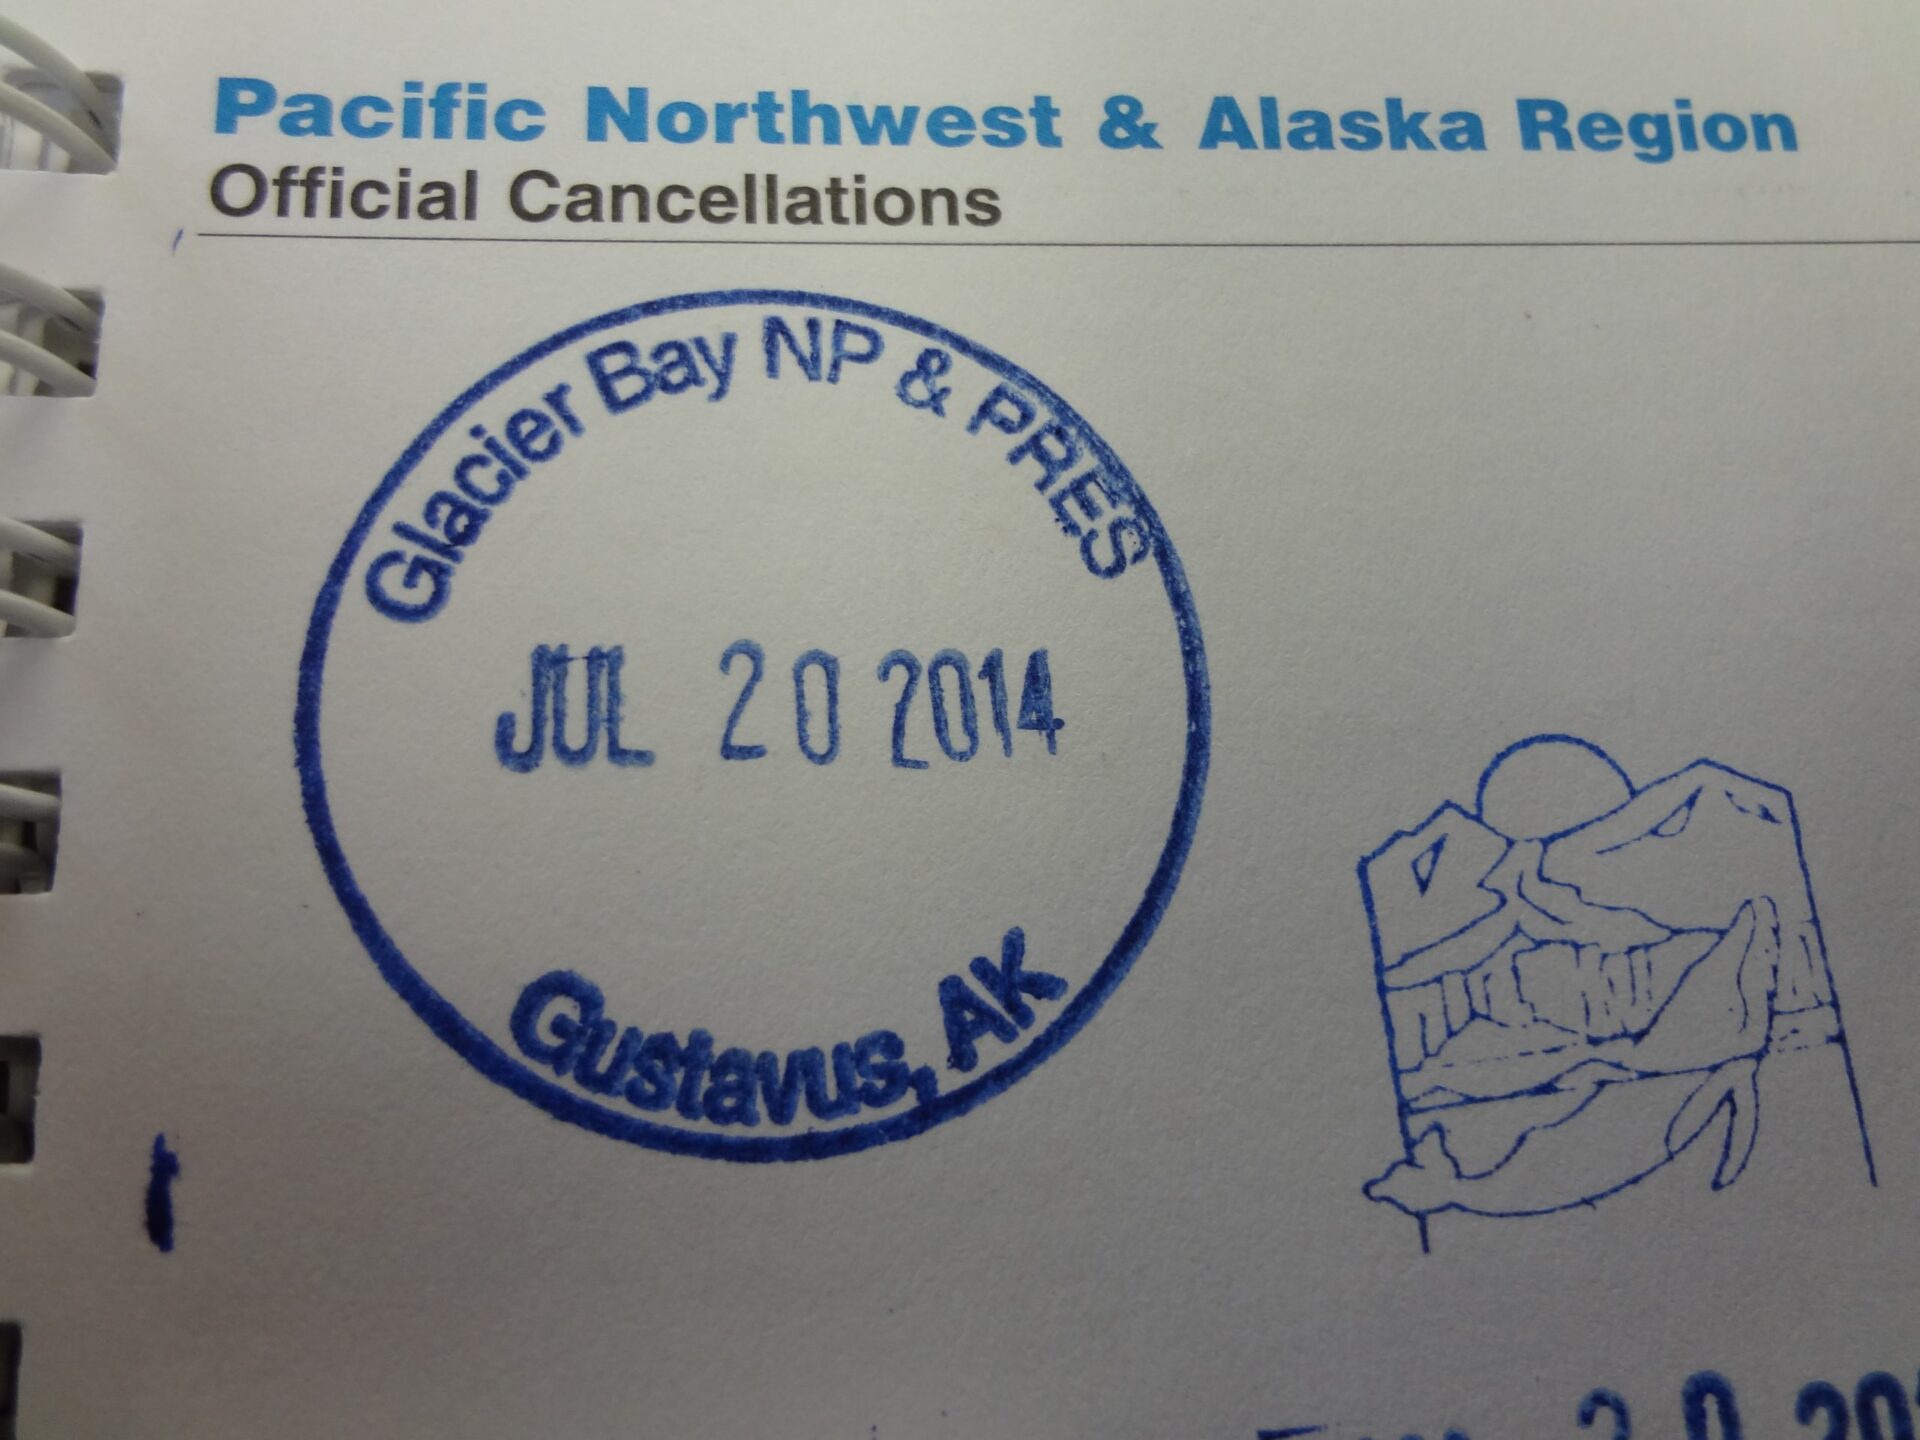 Pacific Northwest & Alaska Region
Official Cancellations
Glacier Bay NP & PRES
JUL 20 2014
Gustavus, AK